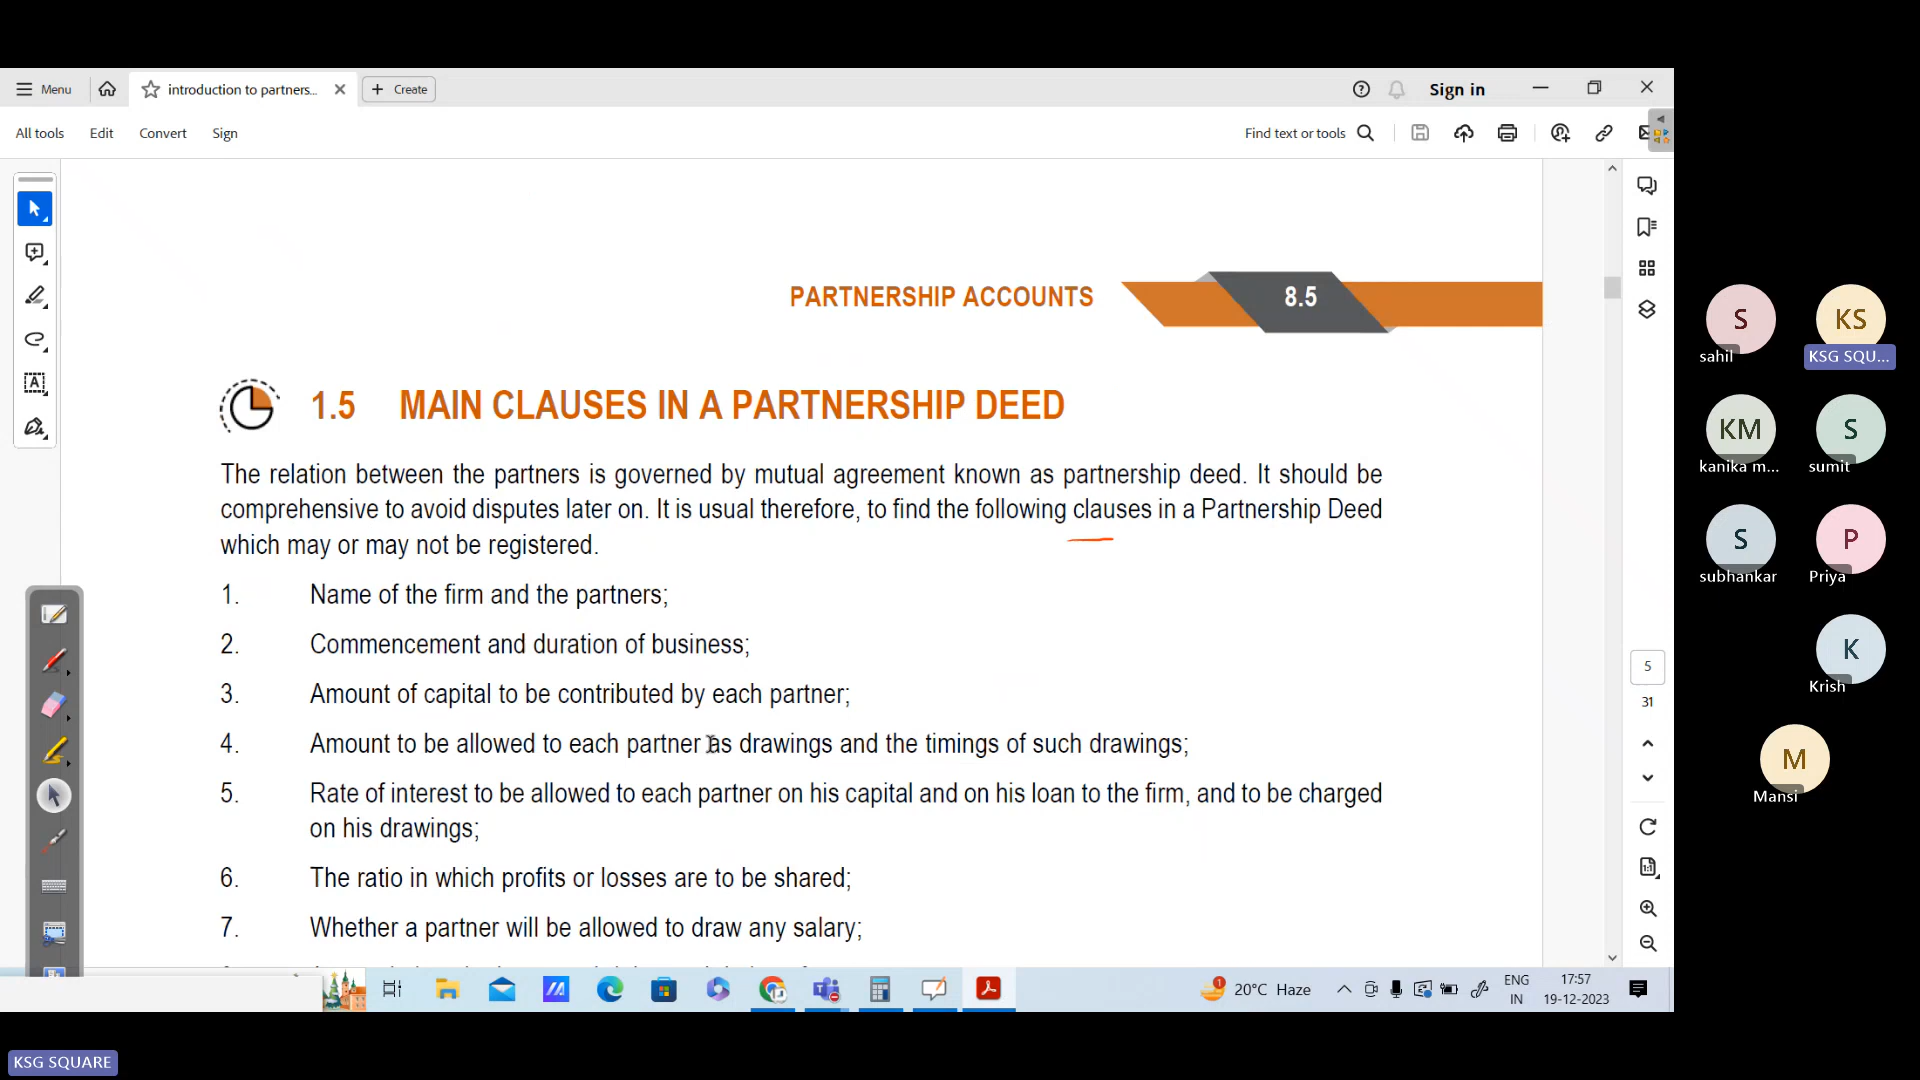 Menu
introduction to partners...
Create
Sign in
All tools
Edit
Convert
Sign
Find text or tools
PARTNERSHIP ACCOUNTS
8.5
1.5 MAIN CLAUSES IN A PARTNERSHIP DEED
The relation between the partners is governed by mutual agreement known as partnership deed. It should be
comprehensive to avoid disputes later on. It is usual therefore, to find the following clauses in a Partnership Deed
which may or may not be registered.
1. Name of the firm and the partners;
2. Commencement and duration of business;
3. Amount of capital to be contributed by each partner;
4. Amount to be allowed to each partner as drawings and the timings of such drawings;
5. Rate of interest to be allowed to each partner on his capital and on his loan to the firm, and to be charged
on his drawings;
6. The ratio in which profits or losses are to be shared;
7. Whether a partner will be allowed to draw any salary;
5
31
1
20°C Haze
ENG
IN
17:57
19-12-2023
S
sahil
KS
KSG SQU...
KM
kanika m...
S
sumit
S
subhankar
P
Priya
K
Krish
M
Mansi
KSG SQUARE